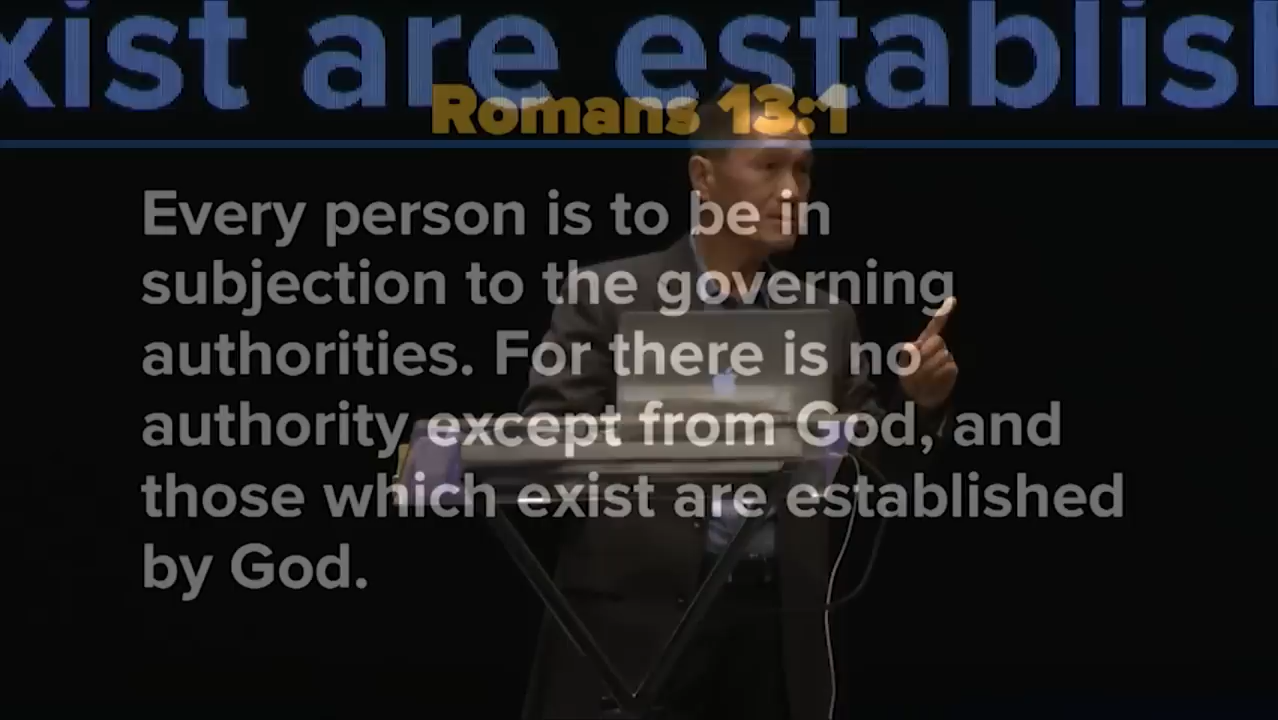 xist are establish
Romans 13:1
Every person is to be in
subjection to the governing
authorities. For there is no
authority except from God, and
those which exist are established
by God.